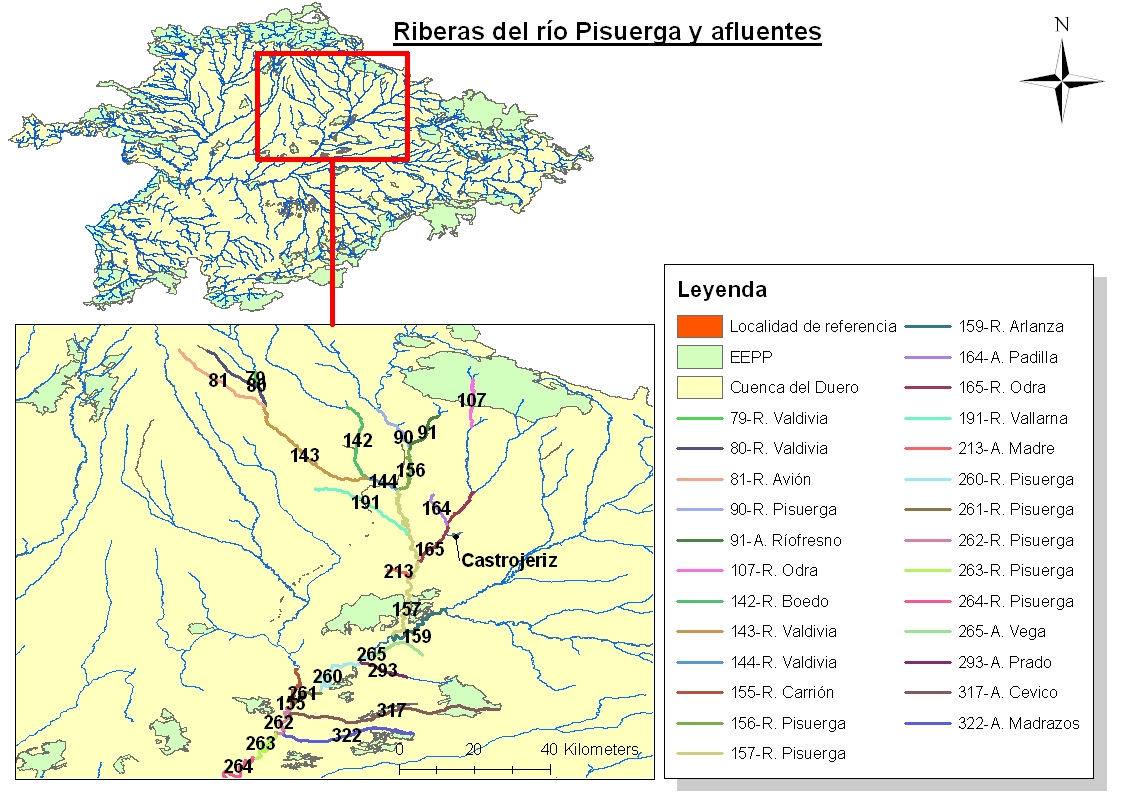 Riberas del río Pisuerga y afluentes
N
Leyenda
Localidad de referencia
EEPP
Cuenca del Duero
79-R. Valdivia
80-R. Valdivia
81-R. Avión
90-R. Pisuerga
91-A. Ríofresno
107-R. Odra
142-R. Boedo
143-R. Valdivia
144-R. Valdivia
155-R. Carrión
156-R. Pisuerga
157-R. Pisuerga
159-R. Arlanza
164-A. Padilla
165-R. Odra
191-R. Vallarna
213-A. Madre
260-R. Pisuerga
261-R. Pisuerga
262-R. Pisuerga
263-R. Pisuerga
264-R. Pisuerga
265-A. Vega
293-A. Prado
317-A. Cevico
322-A. Madrazos
79
81
80
107
142
90
91
143
156
144
191
164
165
Castrojeriz
213
157
159
265
293
260
261
155
317
262
322
263
264
0 20 40 Kilometers